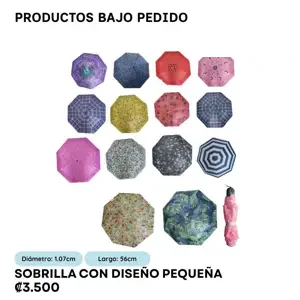 PRODUCTOS BAJO PEDIDO
Diámetro: 1.07cm
Largo: 56cm
SOBRILLA CON DISEÑO PEQUEÑA
₡3.500